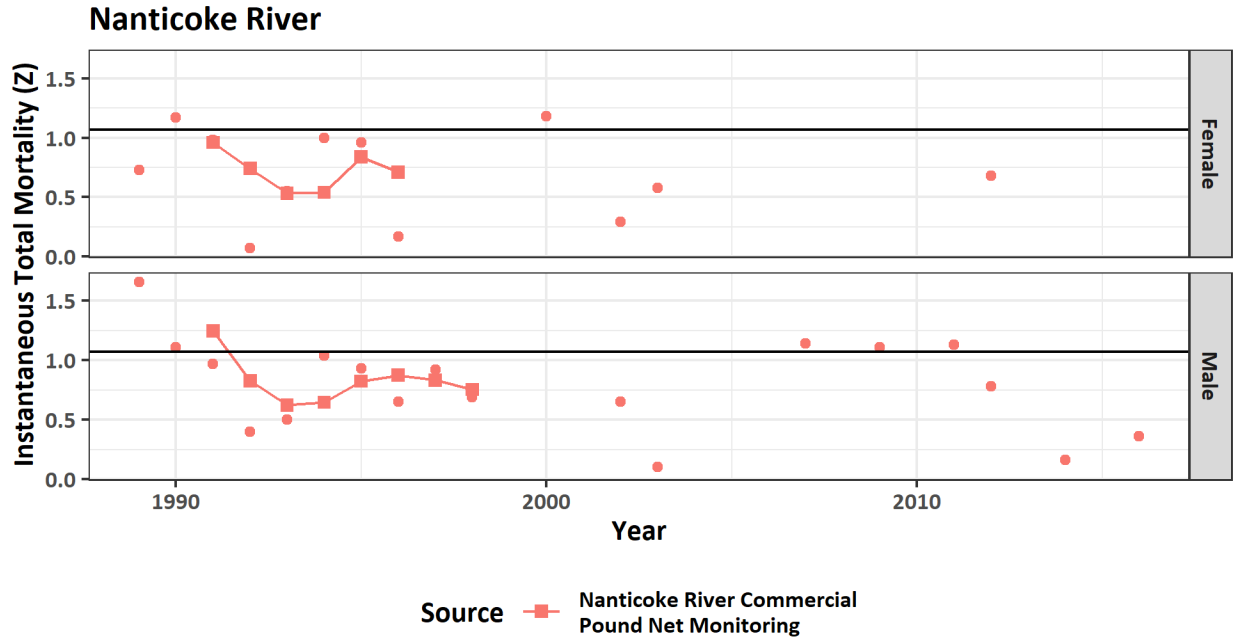 Nanticoke River
Instantaneous Total Mortality (Z)
1.5
1.0
0.5
0.0
Female
1.5
1.0
0.5
0.0
Male
1990
2000
2010
Year
Source
Nanticoke River Commercial
Pound Net Monitoring